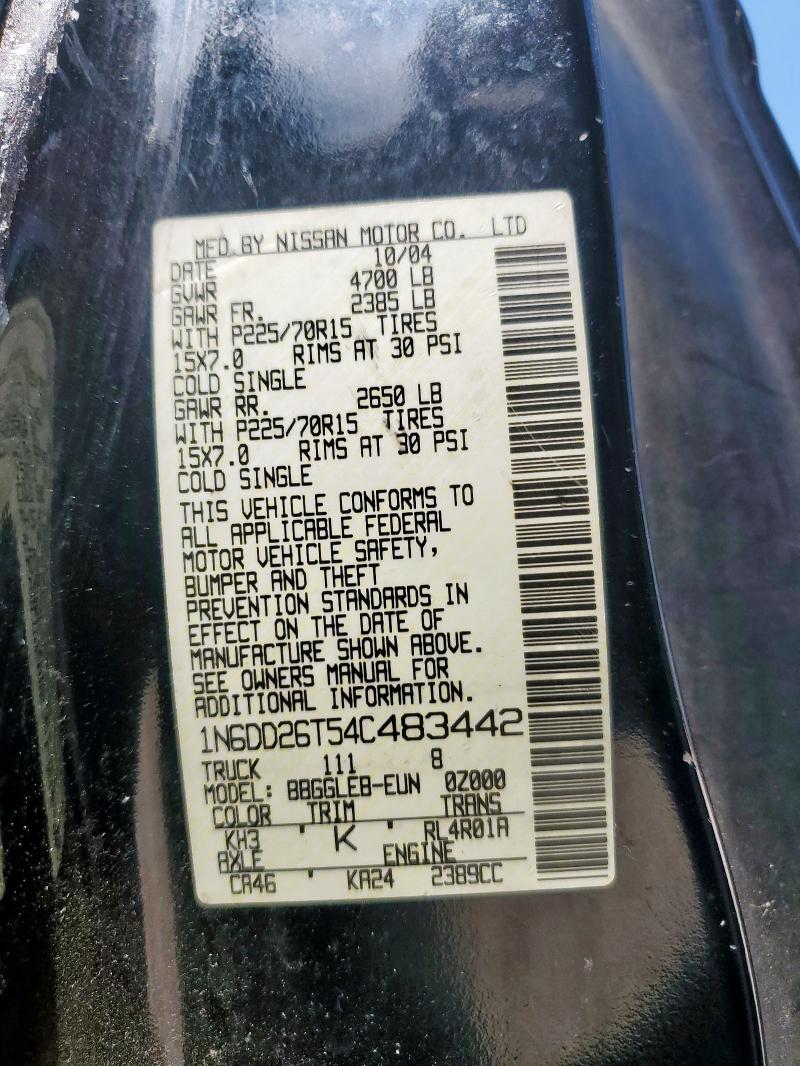 MFD.BY NISSAN MOTOR CO. LTD
DATE 10/04
GVWR 4700 LB
GAWR FR. 2385 LB
WITH P225/70R15 TIRES
15X7.0 RIMS AT 30 PSI
COLD SINGLE
GAWR RR. 2650 LB
WITH P225/70R15 TIRES
15X7.0 RIMS AT 30 PSI
COLD SINGLE
THIS VEHICLE CONFORMS TO
ALL APPLICABLE FEDERAL
MOTOR VEHICLE SAFETY,
BUMPER AND THEFT
PREVENTION STANDARDS IN
EFFECT ON THE DATE OF
MANUFACTURE SHOWN ABOVE.
SEE OWNERS MANUAL FOR
ADDITIONAL INFORMATION.
1N6DD26T54C483442
TRUCK 111 8
MODEL: BBGGLEB-EUN 0Z000
COLOR TRIM TRANS
KH3 ' K ' RL4R01A
AXLE ENGINE
CA46 ' KA24 2389CC